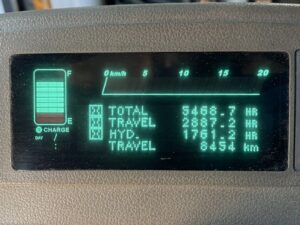 F
0 km/h 5 10 15 20
E
CHARGE
DAY
TOTAL 5468.7 HR
TRAVEL 2887.2 HR
HYD. 1761.2 HR
TRAVEL 8454 km